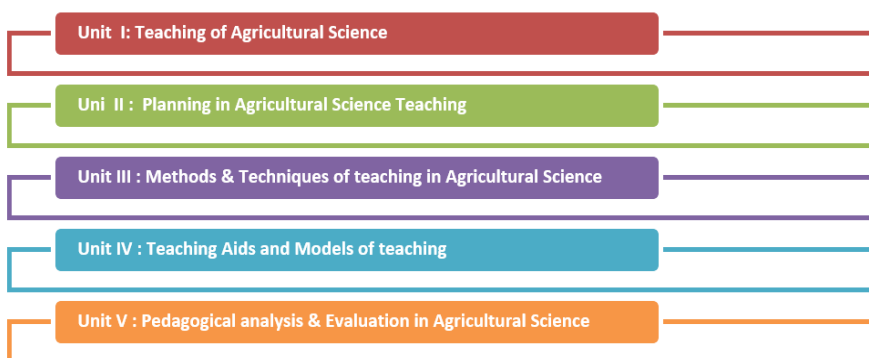 Unit I: Teaching of Agricultural Science
Uni II : Planning in Agricultural Science Teaching
Unit III : Methods & Techniques of teaching in Agricultural Science
Unit IV : Teaching Aids and Models of teaching
Unit V : Pedagogical analysis & Evaluation in Agricultural Science